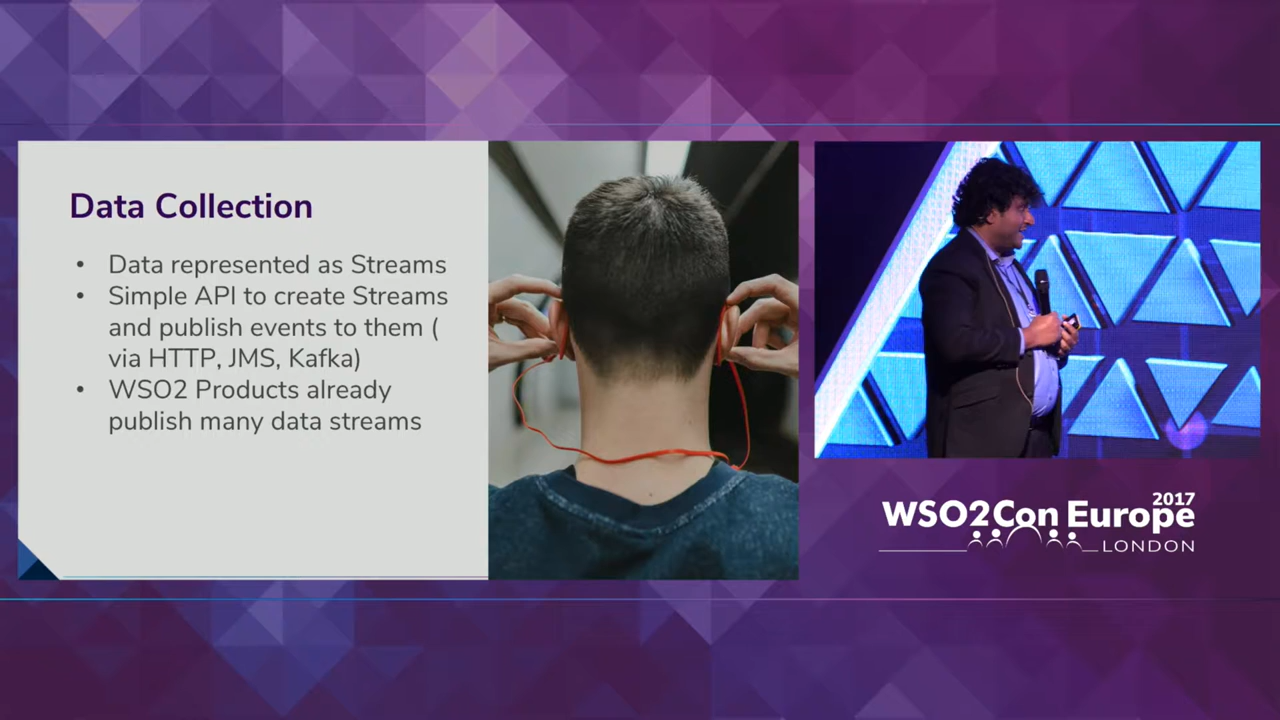 Data Collection
• Data represented as Streams
• Simple API to create Streams
and publish events to them (
via HTTP, JMS, Kafka)
• WSO2 Products already
publish many data streams
2017
WSO2Con Europe
LONDON